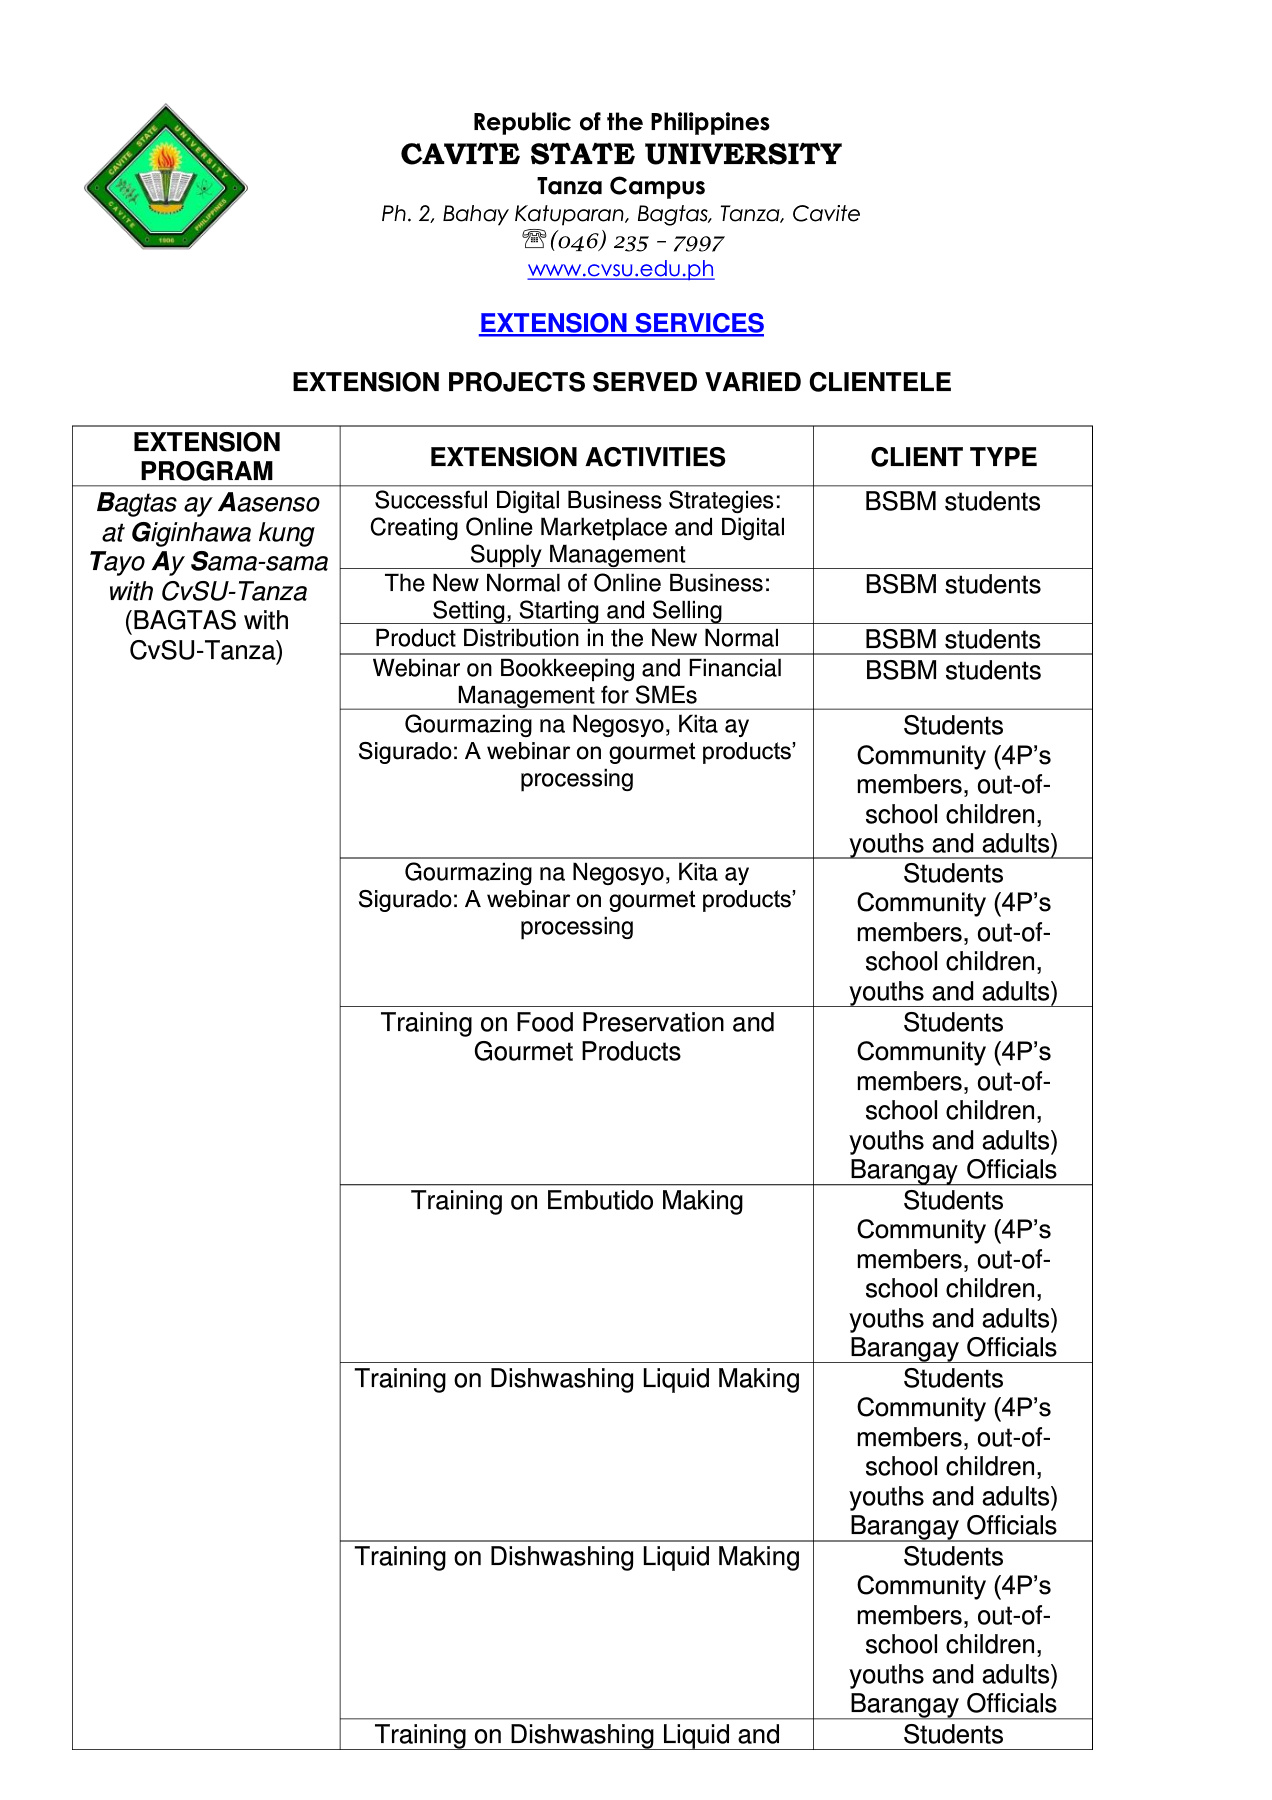 Republic of the Philippines
CAVITE STATE UNIVERSITY
Tanza Campus
Ph. 2, Bahay Katuparan, Bagtas, Tanza, Cavite
☏(046) 235 – 7997
www.cvsu.edu.ph
CAVITE STATE UNIVERSITY
CAVITE PHILIPPINES
1906
EXTENSION SERVICES
EXTENSION PROJECTS SERVED VARIED CLIENTELE
EXTENSION
PROGRAM
EXTENSION ACTIVITIES
CLIENT TYPE
Bagtas ay Aasenso
at Giginhawa kung
Tayo Ay Sama-sama
with CvSU-Tanza
(BAGTAS with
CvSU-Tanza)
Successful Digital Business Strategies:
Creating Online Marketplace and Digital
Supply Management
BSBM students
The New Normal of Online Business:
Setting, Starting and Selling
BSBM students
Product Distribution in the New Normal
BSBM students
Webinar on Bookkeeping and Financial
Management for SMEs
BSBM students
Gourmazing na Negosyo, Kita ay
Sigurado: A webinar on gourmet products’
processing
Students
Community (4P’s
members, out-of-
school children,
youths and adults)
Gourmazing na Negosyo, Kita ay
Sigurado: A webinar on gourmet products’
processing
Students
Community (4P’s
members, out-of-
school children,
youths and adults)
Training on Food Preservation and
Gourmet Products
Students
Community (4P’s
members, out-of-
school children,
youths and adults)
Barangay Officials
Training on Embutido Making
Students
Community (4P’s
members, out-of-
school children,
youths and adults)
Barangay Officials
Training on Dishwashing Liquid Making
Students
Community (4P’s
members, out-of-
school children,
youths and adults)
Barangay Officials
Training on Dishwashing Liquid Making
Students
Community (4P’s
members, out-of-
school children,
youths and adults)
Barangay Officials
Training on Dishwashing Liquid and
Students